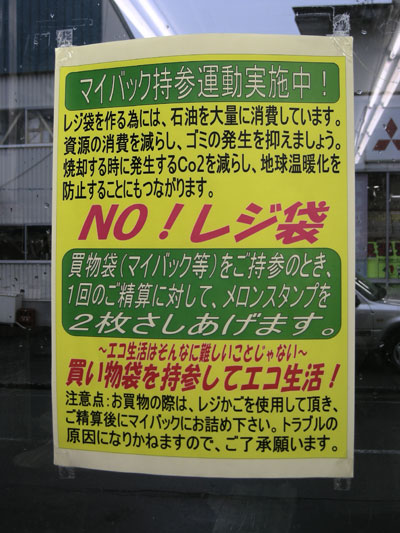 マイバック持参運動実施中！
レジ袋を作る為には、石油を大量に消費しています。
資源の消費を減らし、ゴミの発生を抑えましょう。
焼却する時に発生するCo2を減らし、地球温暖化を
防止することにもつながります。
NO！レジ袋
買物袋（マイバック等）をご持参のとき、
1回のご精算に対して、メロンスタンプを
２枚さしあげます。
～エコ生活はそんなに難しいことじゃない～
買い物袋を持参してエコ生活！
注意点：お買物の際は、レジかごを使用して頂き、
ご精算後にマイバックにお詰め下さい。トラブルの
原因になりかねますので、ご了承願います。